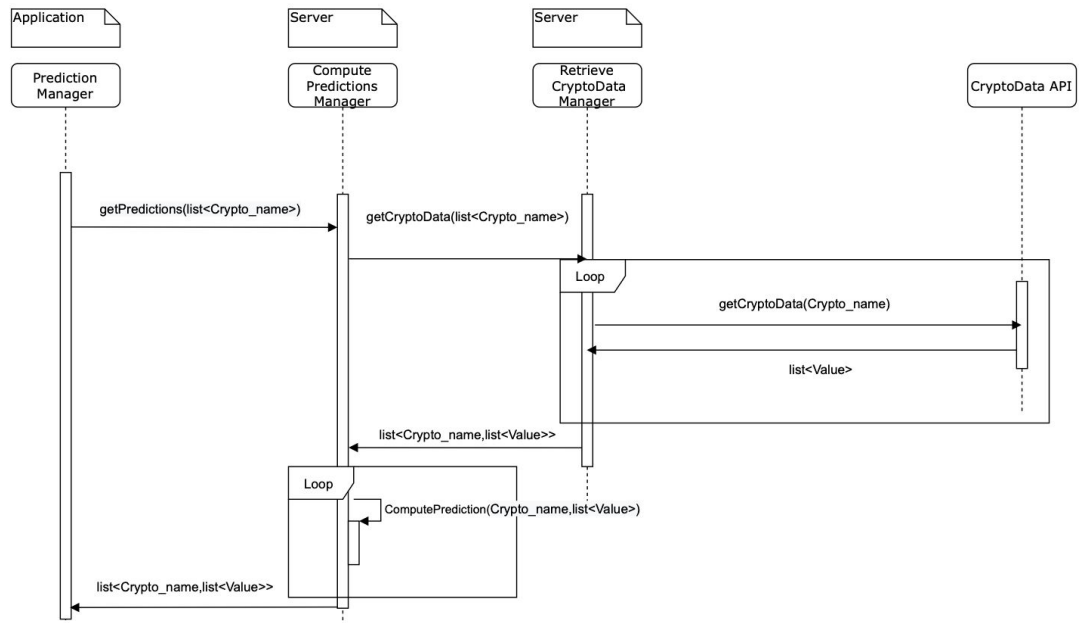 Application
Server
Server
Prediction
Manager
Compute
Predictions
Manager
Retrieve
CryptoData
Manager
CryptoData API
getPredictions(list<Crypto_name>)
getCryptoData(list<Crypto_name>)
Loop
getCryptoData(Crypto_name)
list<Value>
list<Crypto_name,list<Value>>
Loop
ComputePrediction(Crypto_name,list<Value>)
list<Crypto_name,list<Value>>